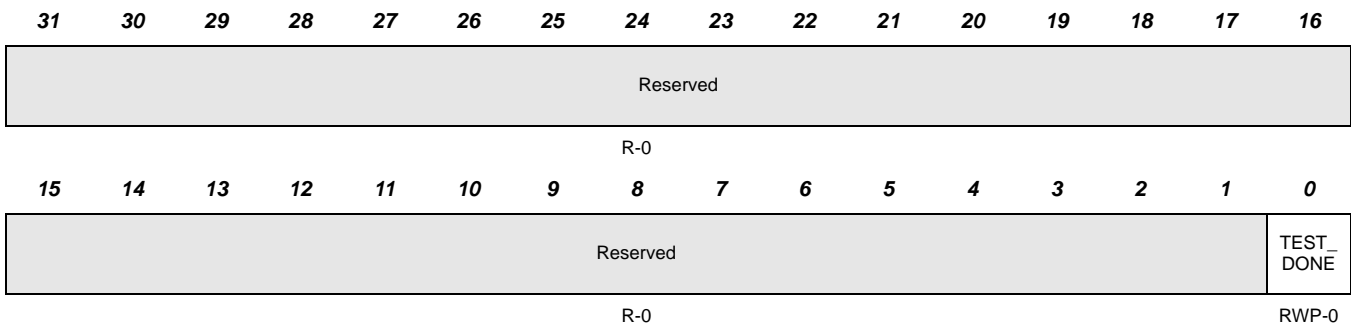 31 30 29 28 27 26 25 24 23 22 21 20 19 18 17 16
Reserved
R-0
15 14 13 12 11 10 9 8 7 6 5 4 3 2 1 0
Reserved
TEST_
DONE
R-0 RWP-0